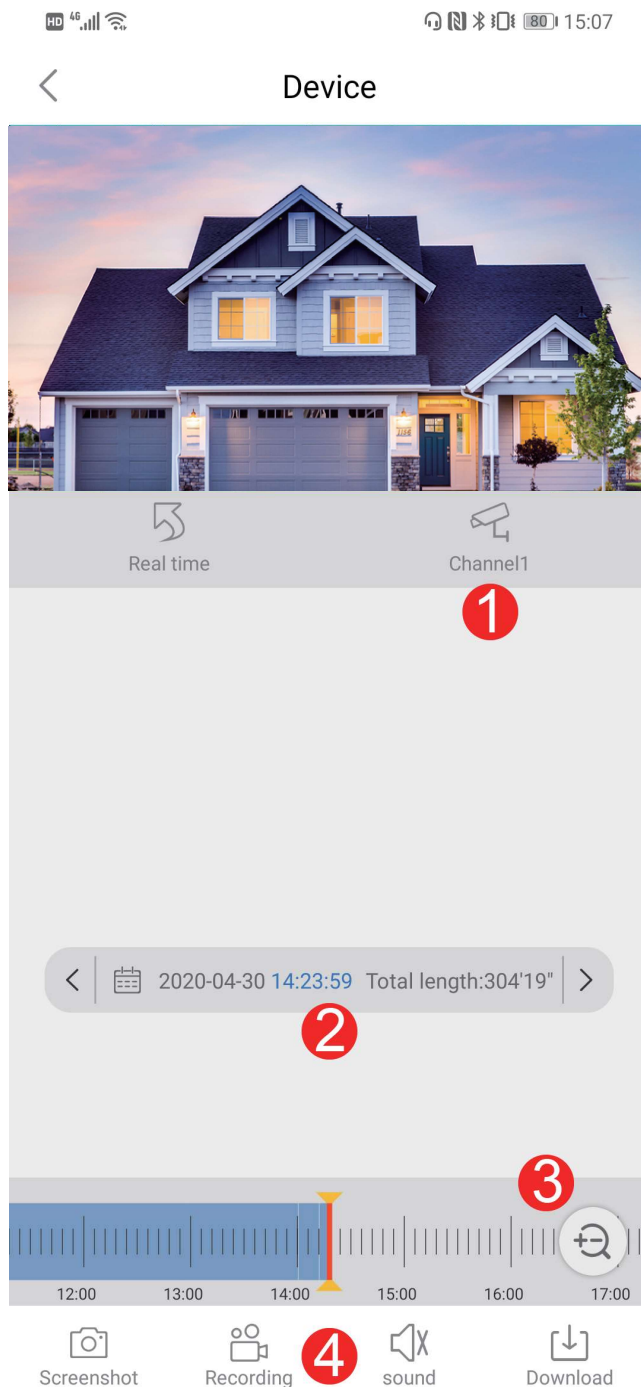 HD 4G 80 15:07
Device
Real time Channel1
1
2020-04-30 14:23:59 Total length:304'19"
2
3
12:00 13:00 14:00 15:00 16:00 17:00
4
Screenshot Recording sound Download